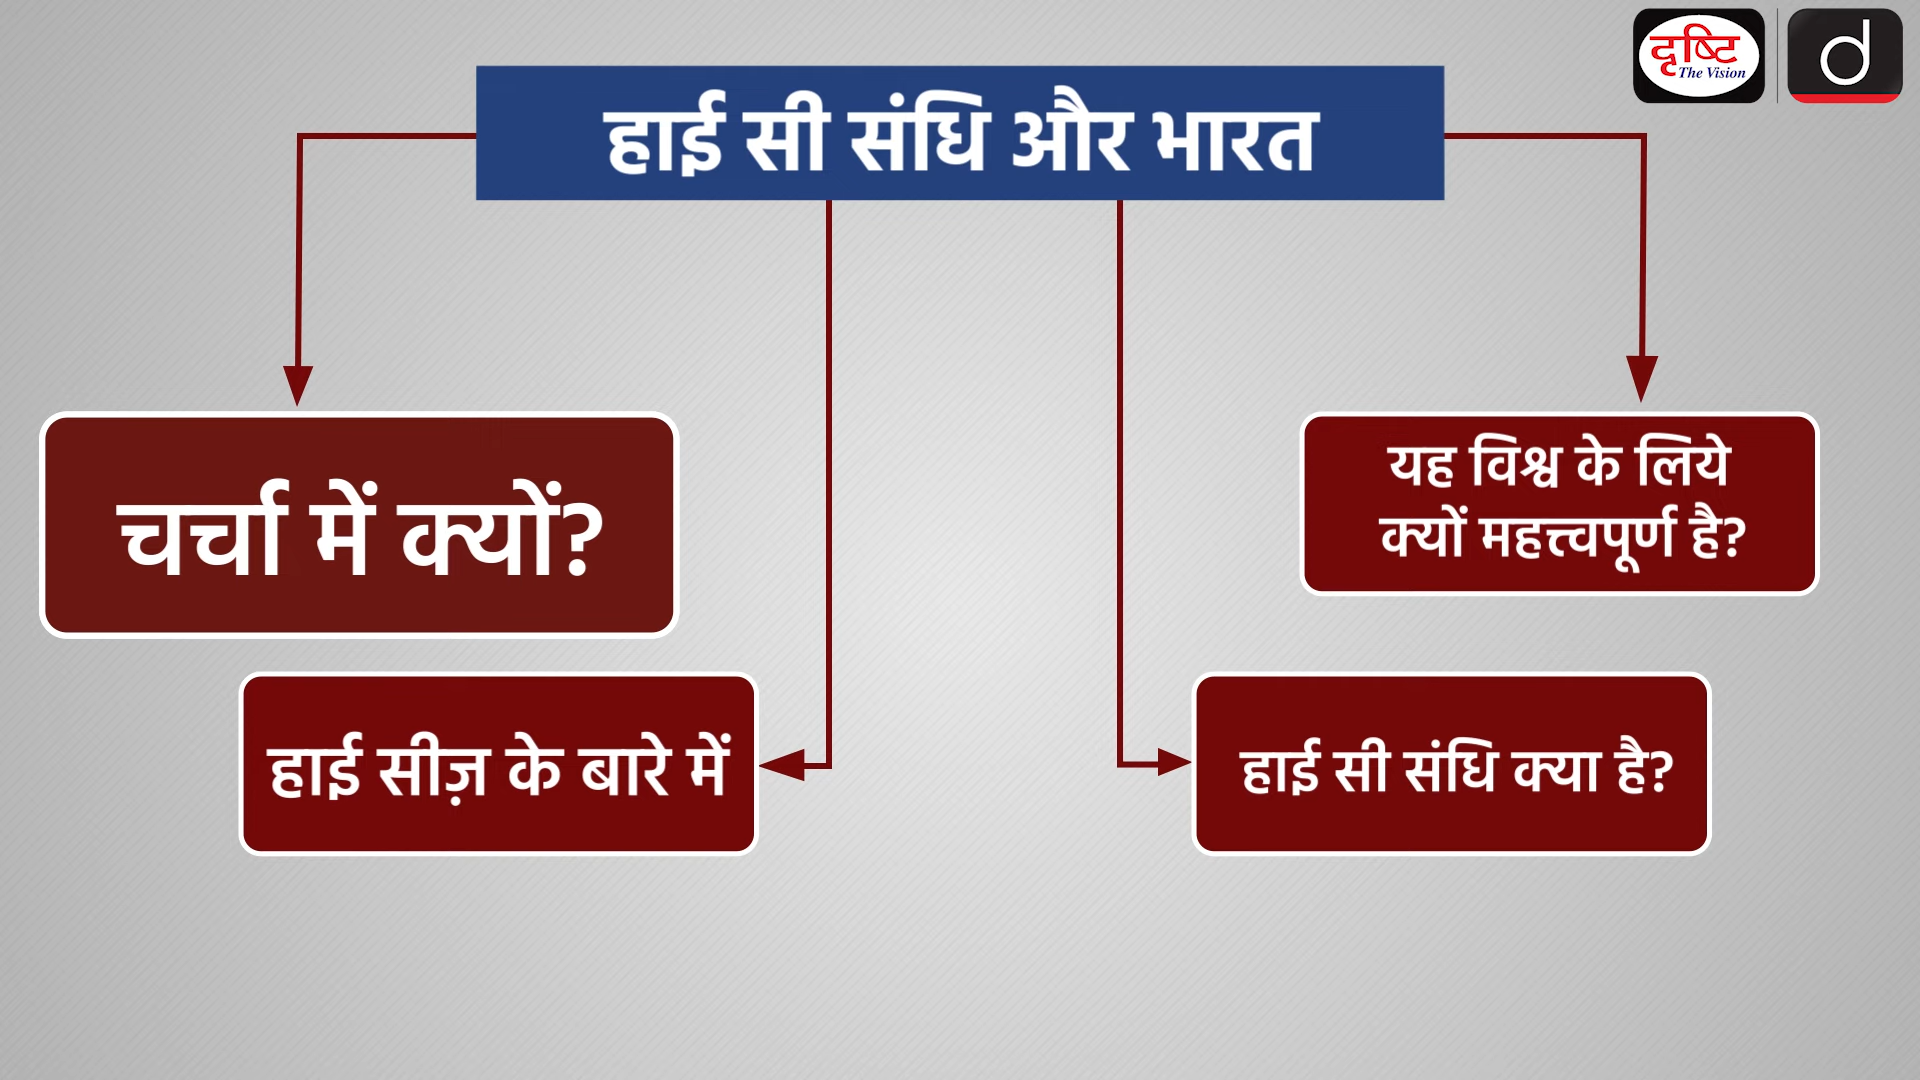 दृष्टि
The Vision
d
हाई सी संधि और भारत
चर्चा में क्यों?
यह विश्व के लिये
क्यों महत्त्वपूर्ण है?
हाई सीज़ के बारे में
हाई सी संधि क्या है?